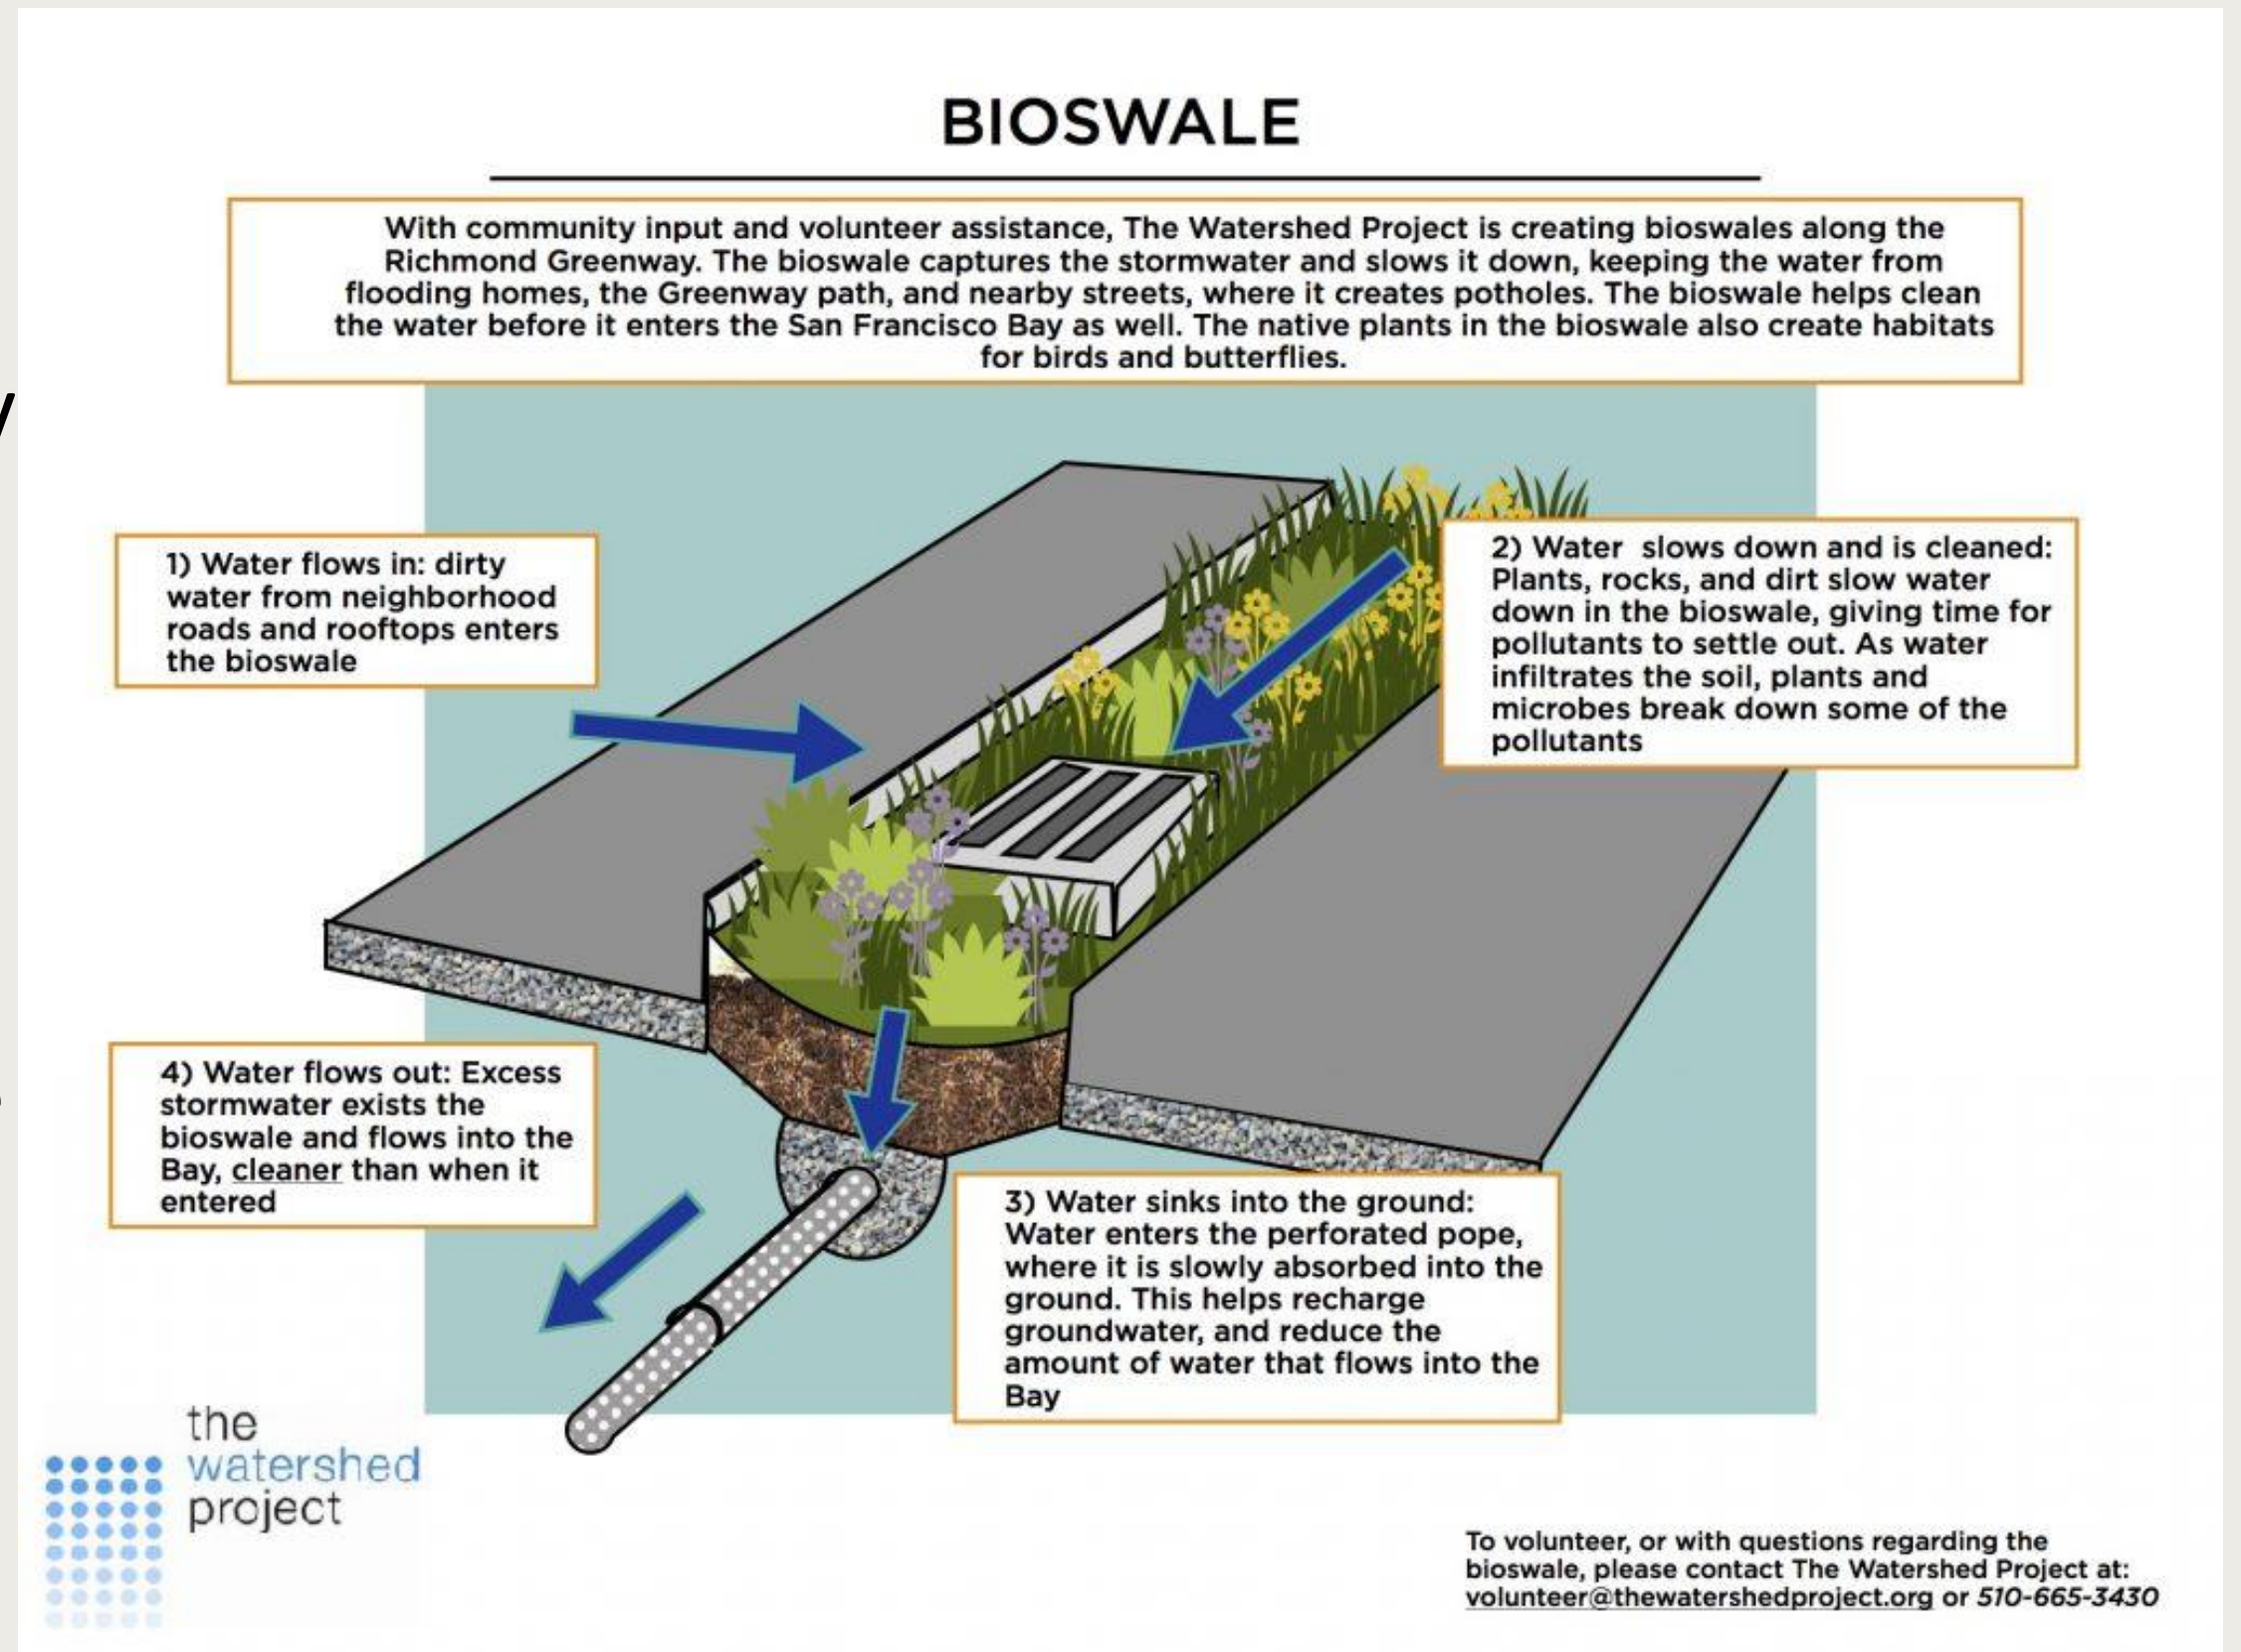 BIOSWALE
With community input and volunteer assistance, The Watershed Project is creating bioswales along the
Richmond Greenway. The bioswale captures the stormwater and slows it down, keeping the water from
flooding homes, the Greenway path, and nearby streets, where it creates potholes. The bioswale helps clean
the water before it enters the San Francisco Bay as well. The native plants in the bioswale also create habitats
for birds and butterflies.
1) Water flows in: dirty
water from neighborhood
roads and rooftops enters
the bioswale
2) Water slows down and is cleaned:
Plants, rocks, and dirt slow water
down in the bioswale, giving time for
pollutants to settle out. As water
infiltrates the soil, plants and
microbes break down some of the
pollutants
3) Water sinks into the ground:
Water enters the perforated pope,
where it is slowly absorbed into the
ground. This helps recharge
groundwater, and reduce the
amount of water that flows into the
Bay
4) Water flows out: Excess
stormwater exists the
bioswale and flows into the
Bay, cleaner than when it
entered
the
watershed
project
To volunteer, or with questions regarding the
bioswale, please contact The Watershed Project at:
volunteer@thewatershedproject.org or 510-665-3430